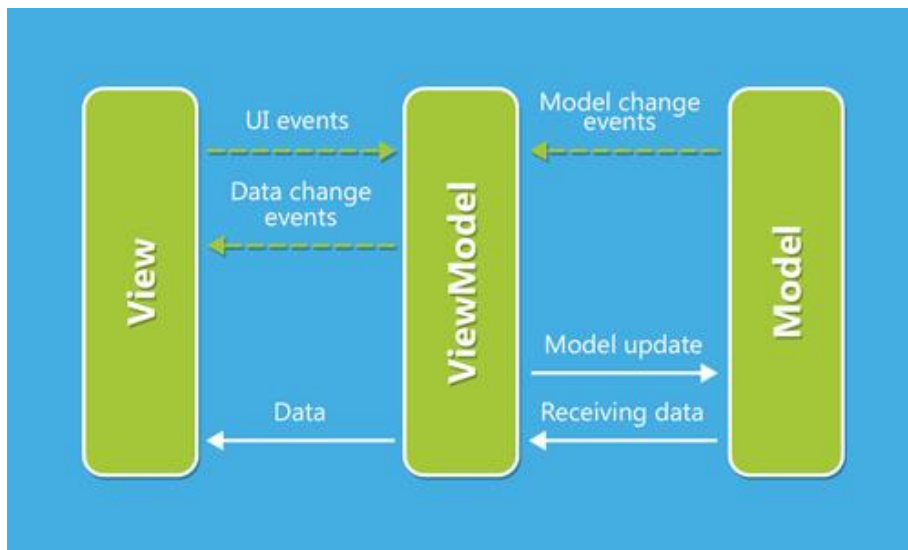 View
UI events
Data change
events
Data
ViewModel
Model change
events
Model update
Receiving data
Model